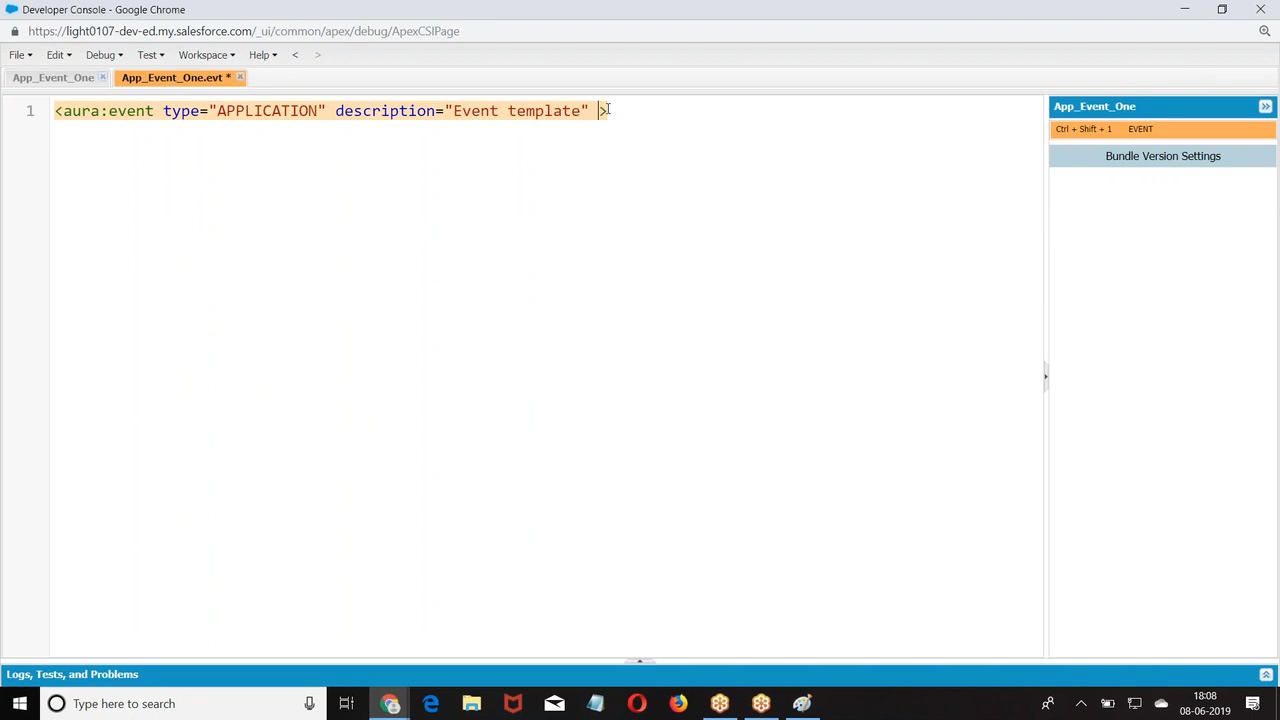 Developer Console - Google Chrome
https://light0107-dev-ed.my.salesforce.com/_ui/common/apex/debug/ApexCSIPage
File Edit Debug Test Workspace Help < >
App_Event_One App_Event_One.evt *
1 <aura:event type="APPLICATION" description="Event template" >
App_Event_One
Ctrl + Shift + 1 EVENT
Bundle Version Settings
Logs, Tests, and Problems
Type here to search
18:08
08-06-2019